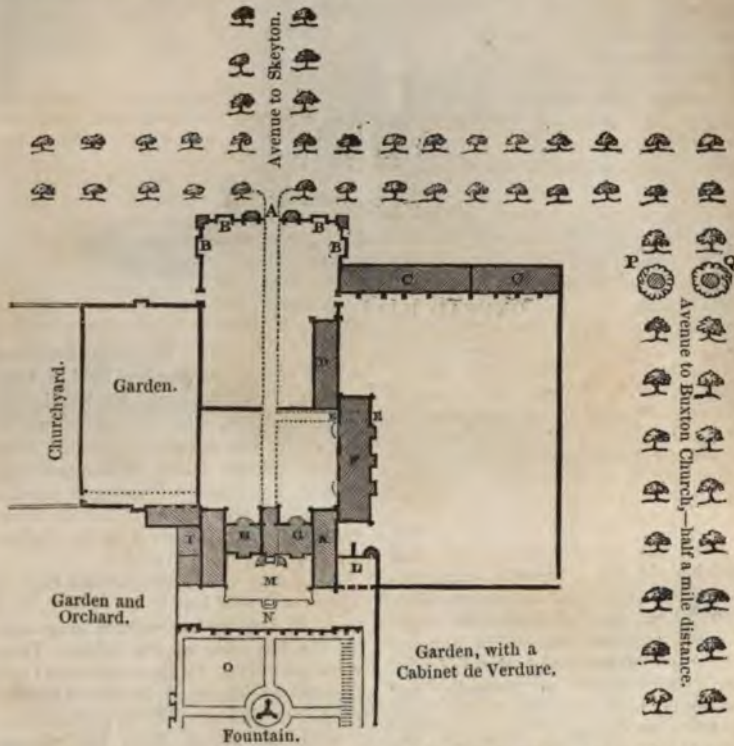 Avenue to Skeyton.
A
B
B
B
B
P
Q
C
C
Churchyard.
Garden.
D
E
E
F
Avenue to Buxton Church,—half a mile distance.
I
H
G
K
L
M
N
Garden and
Orchard.
O
Garden, with a
Cabinet de Verdure.
Fountain.